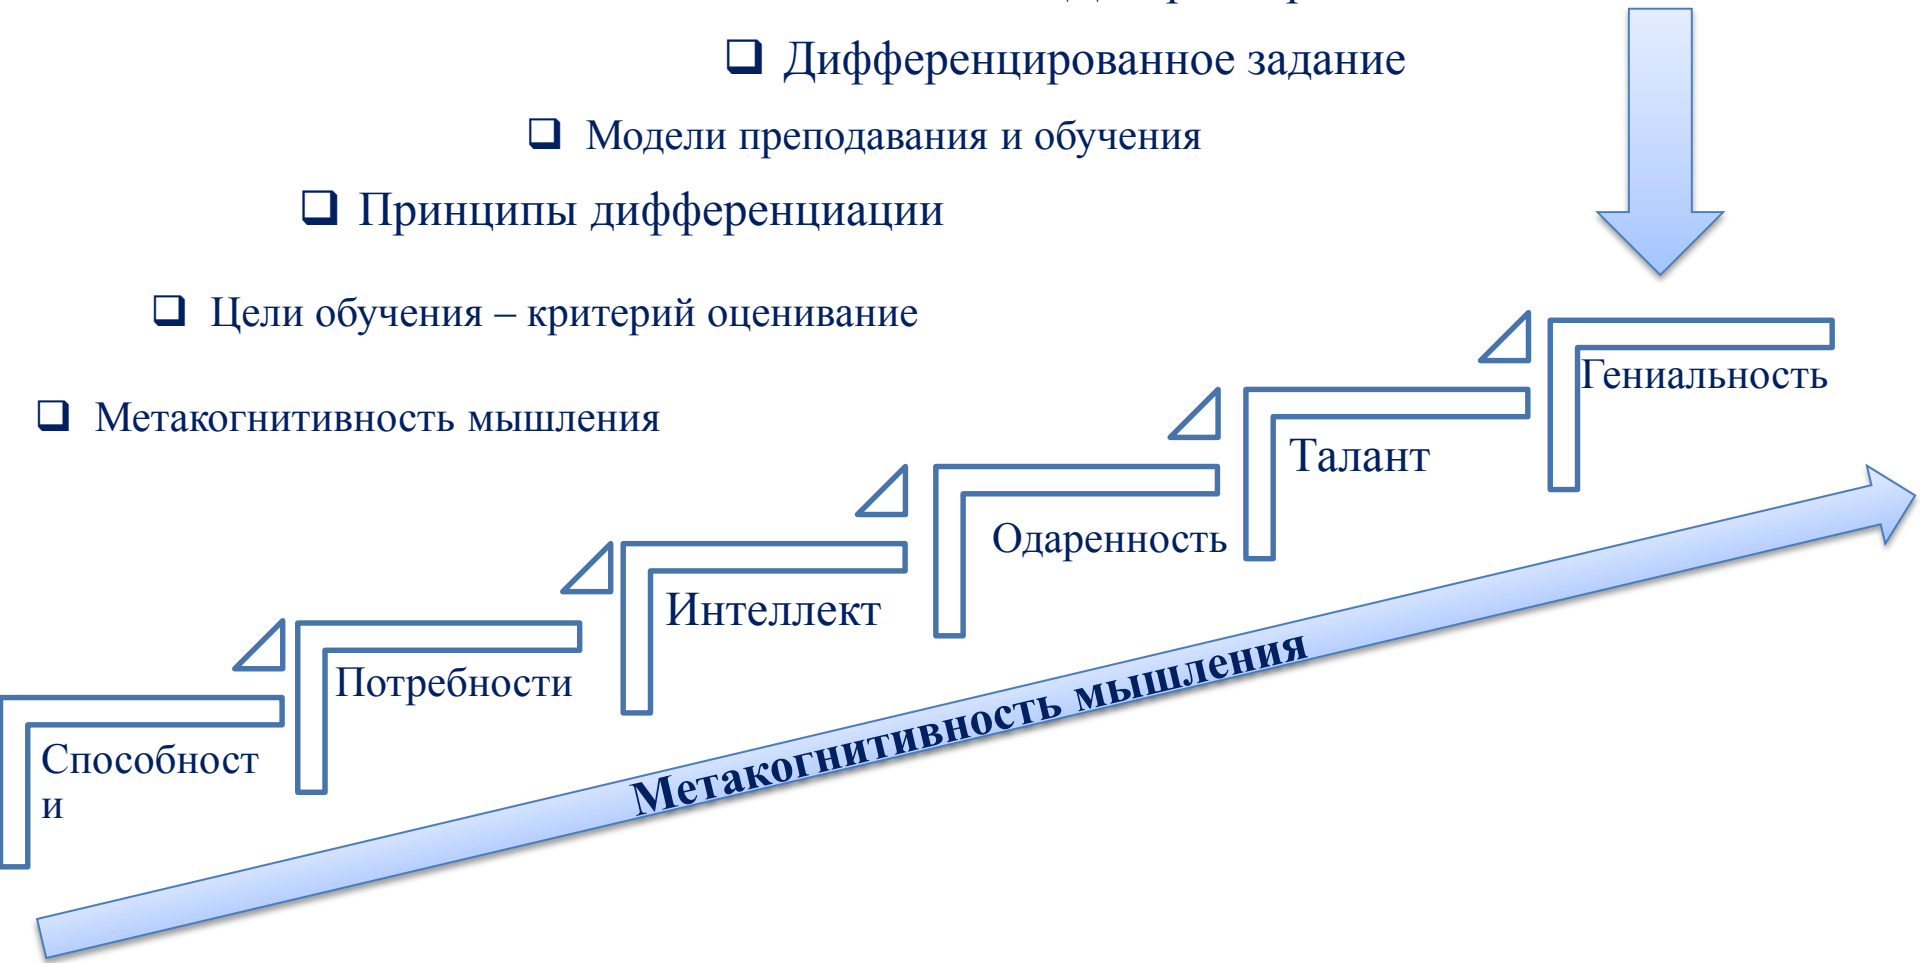 Дифференцированное задание
Модели преподавания и обучения
Принципы дифференциации
Цели обучения – критерий оценивание
Метакогнитивность мышления
Гениальность
Талант
Одаренность
Интеллект
Потребности
Способност
и
Метакогнитивность мышления